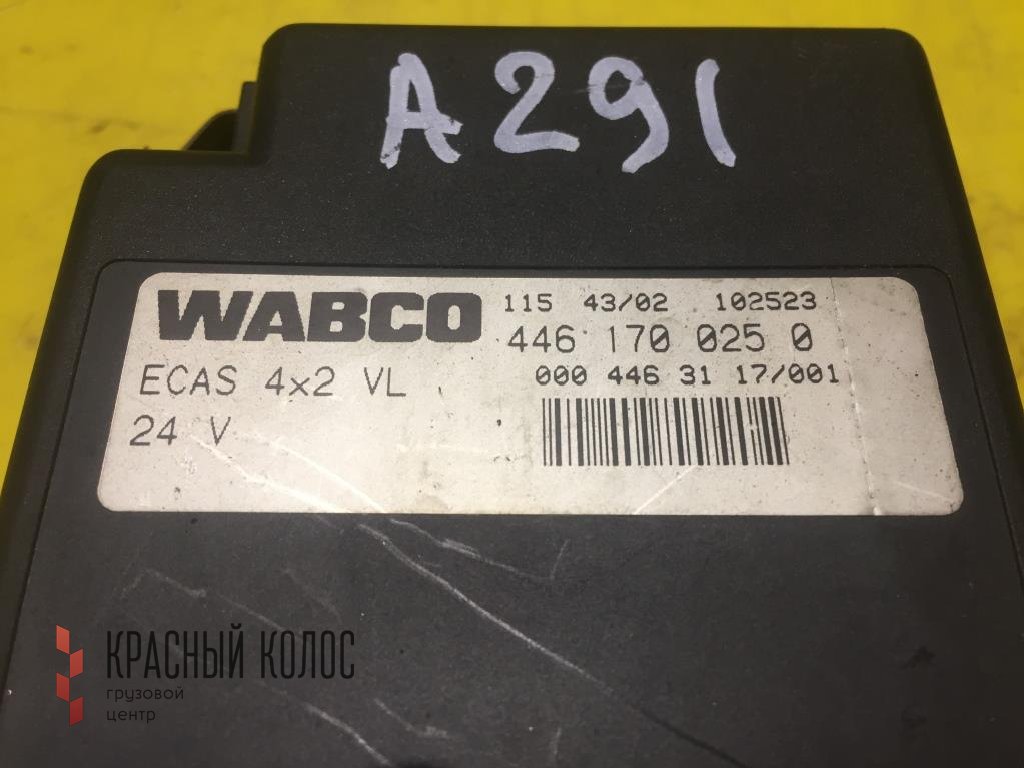 A291
WABCO 115 43/02 102523
446 170 025 0
ECAS 4x2 VL 000 446 31 17/001
24 V
КРАСНЫЙ КОЛОС
грузовой
центр